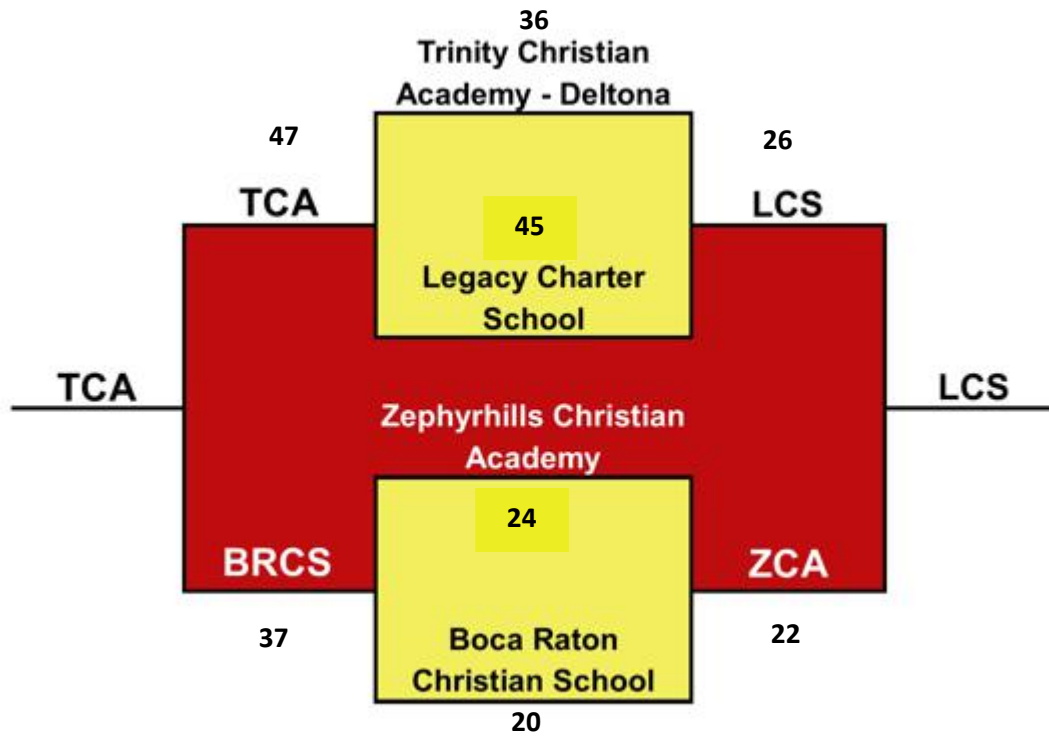 36
Trinity Christian
Academy - Deltona
47
26
TCA
LCS
45
Legacy Charter
School
TCA
LCS
Zephyrhills Christian
Academy
24
BRCS
ZCA
37
22
Boca Raton
Christian School
20